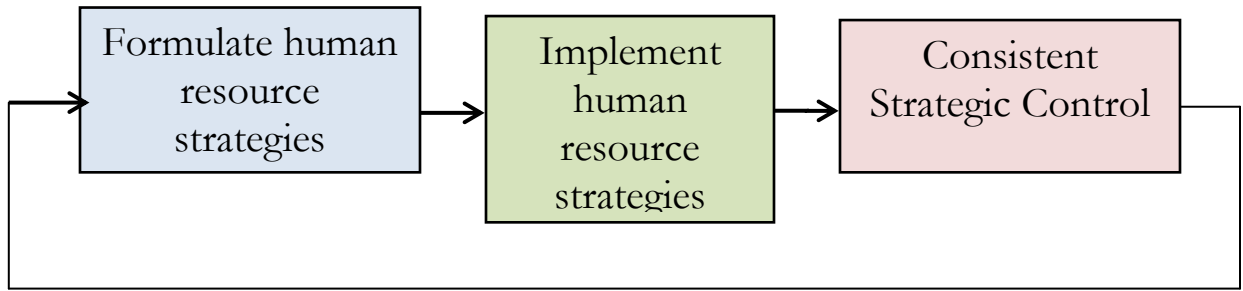 Formulate human
resource
strategies
Implement
human
resource
strategies
Consistent
Strategic Control